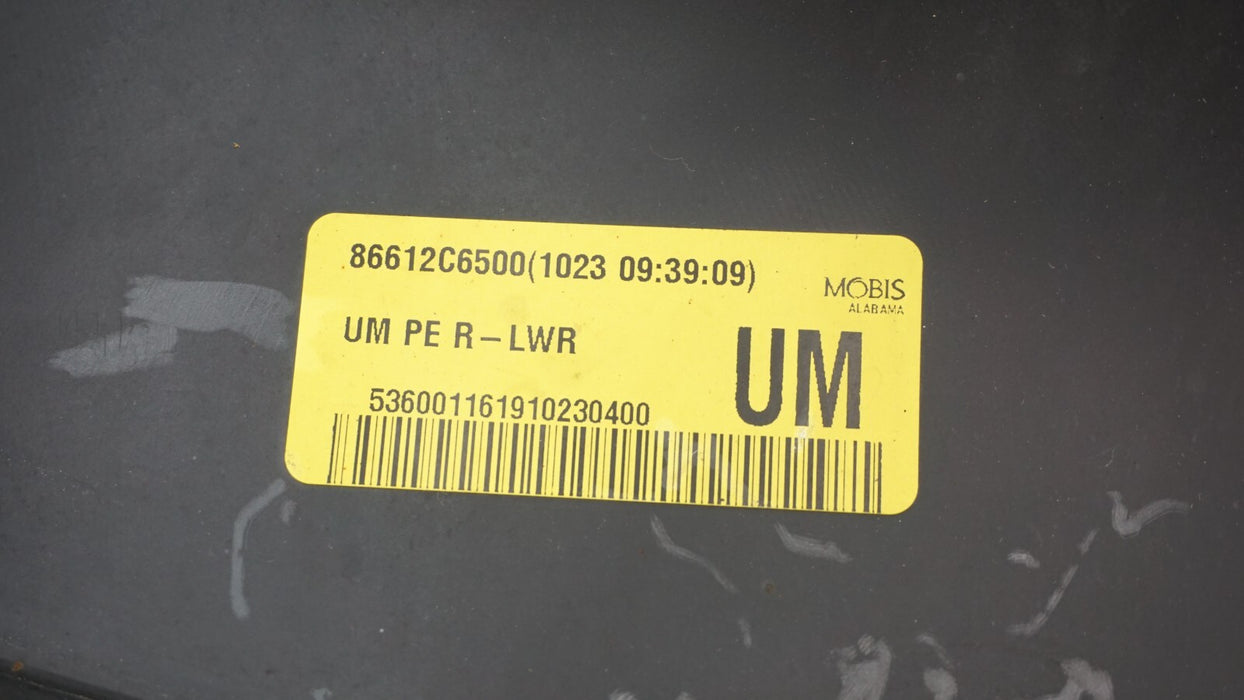 86612C6500(1023 09:39:09)
MOBIS
ALABAMA
UM PE R-LWR
UM
536001161910230400